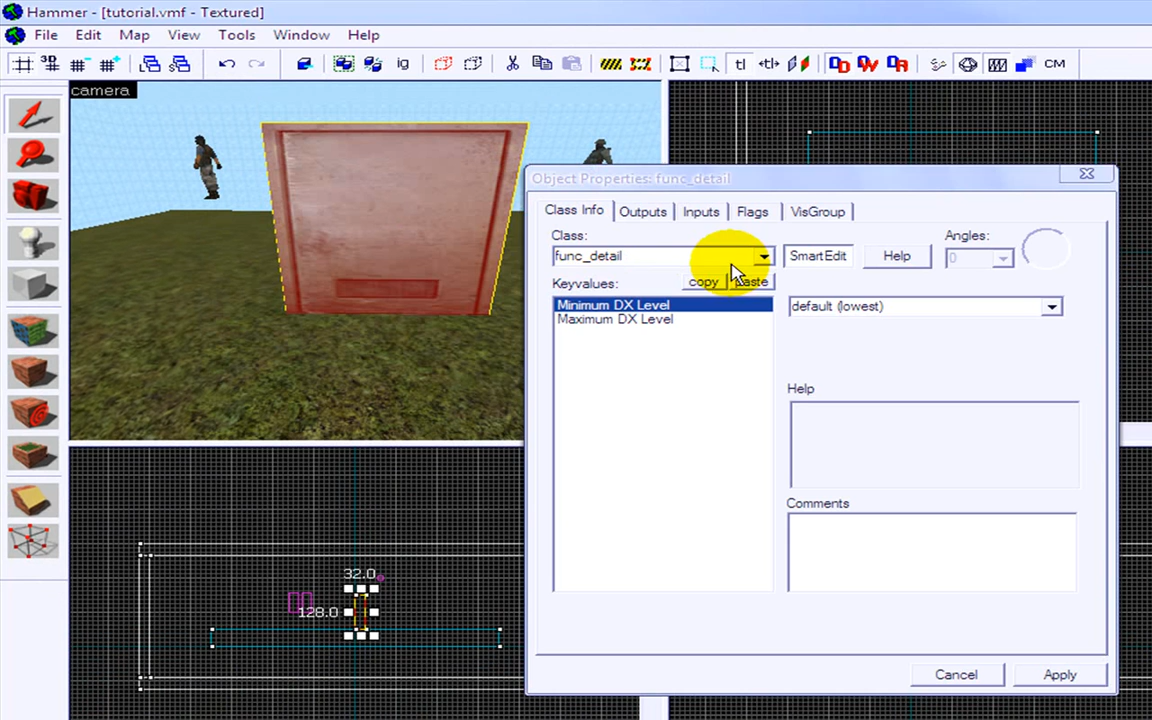 Hammer - [tutorial.vmf - Textured]
File Edit Map View Tools Window Help
3D ig tl <tl> CM
camera
Object Properties: func_detail
Class Info Outputs Inputs Flags VisGroup
Class: Angles:
func_detail SmartEdit Help 0
Keyvalues: copy paste
Minimum DX Level default (lowest)
Maximum DX Level
Help
Comments
32.0
128.0
Cancel Apply